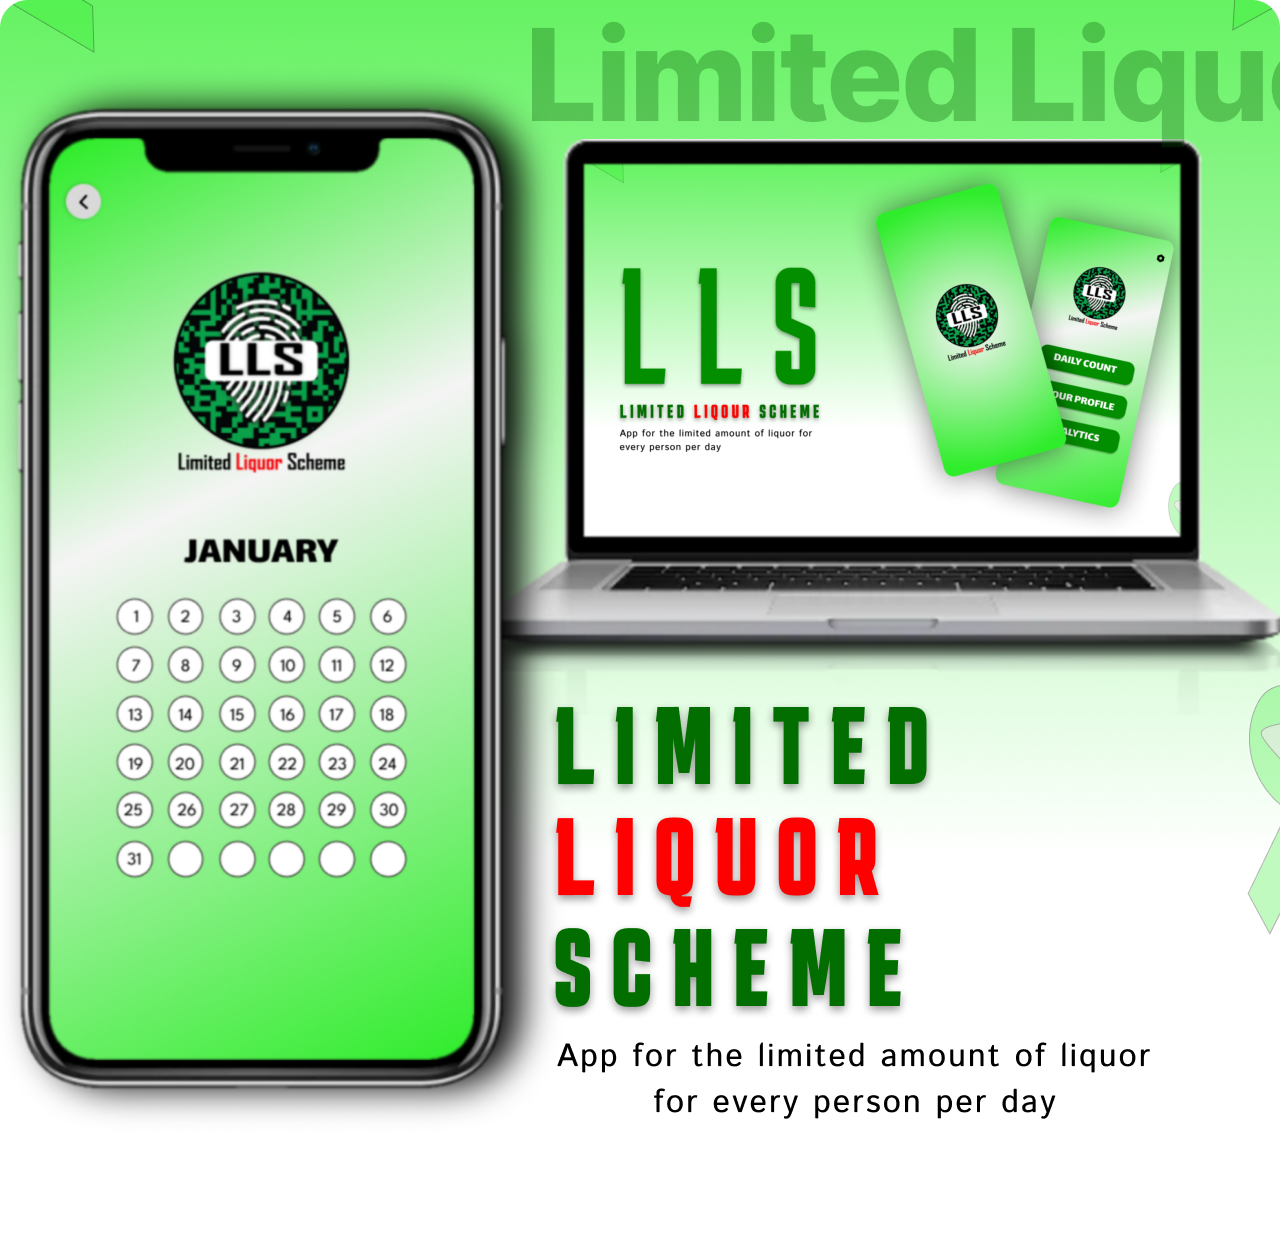 Limited Liquo
LLS
Limited Liquor Scheme
JANUARY
1 2 3 4 5 6
7 8 9 10 11 12
13 14 15 16 17 18
19 20 21 22 23 24
25 26 27 28 29 30
31
LLS
LIMITED LIQOUR SCHEME
App for the limited amount of liquor for
every person per day
LLS
Limited Liquor Scheme
LLS
Limited Liquor Scheme
DAILY COUNT
OUR PROFILE
ALYTICS
LIMITED
LIQUOR
SCHEME
App for the limited amount of liquor
for every person per day